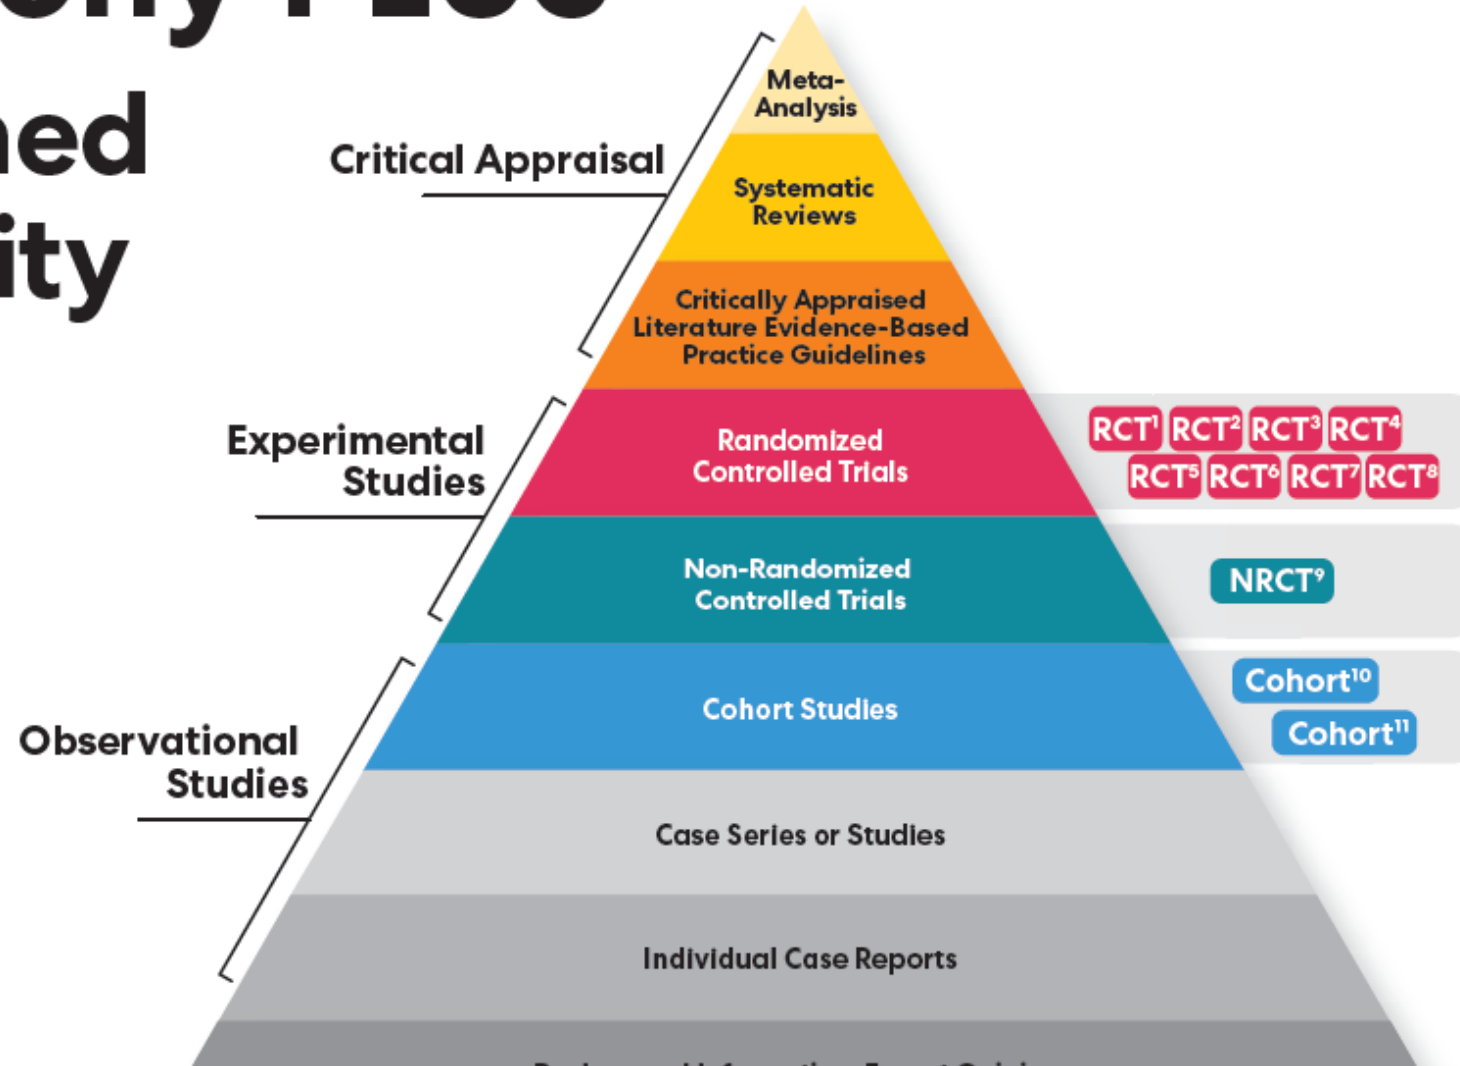 ned
ity
Meta-
Analysis
Critical Appraisal
Systematic
Reviews
Critically Appraised
Literature Evidence-Based
Practice Guidelines
Experimental
Studies
Randomized
Controlled Trials
RCT¹ RCT² RCT³ RCT⁴
RCT⁵ RCT⁶ RCT⁷ RCT⁸
Non-Randomized
Controlled Trials
NRCT⁹
Observational
Studies
Cohort Studies
Cohort¹⁰
Cohort¹¹
Case Series or Studies
Individual Case Reports